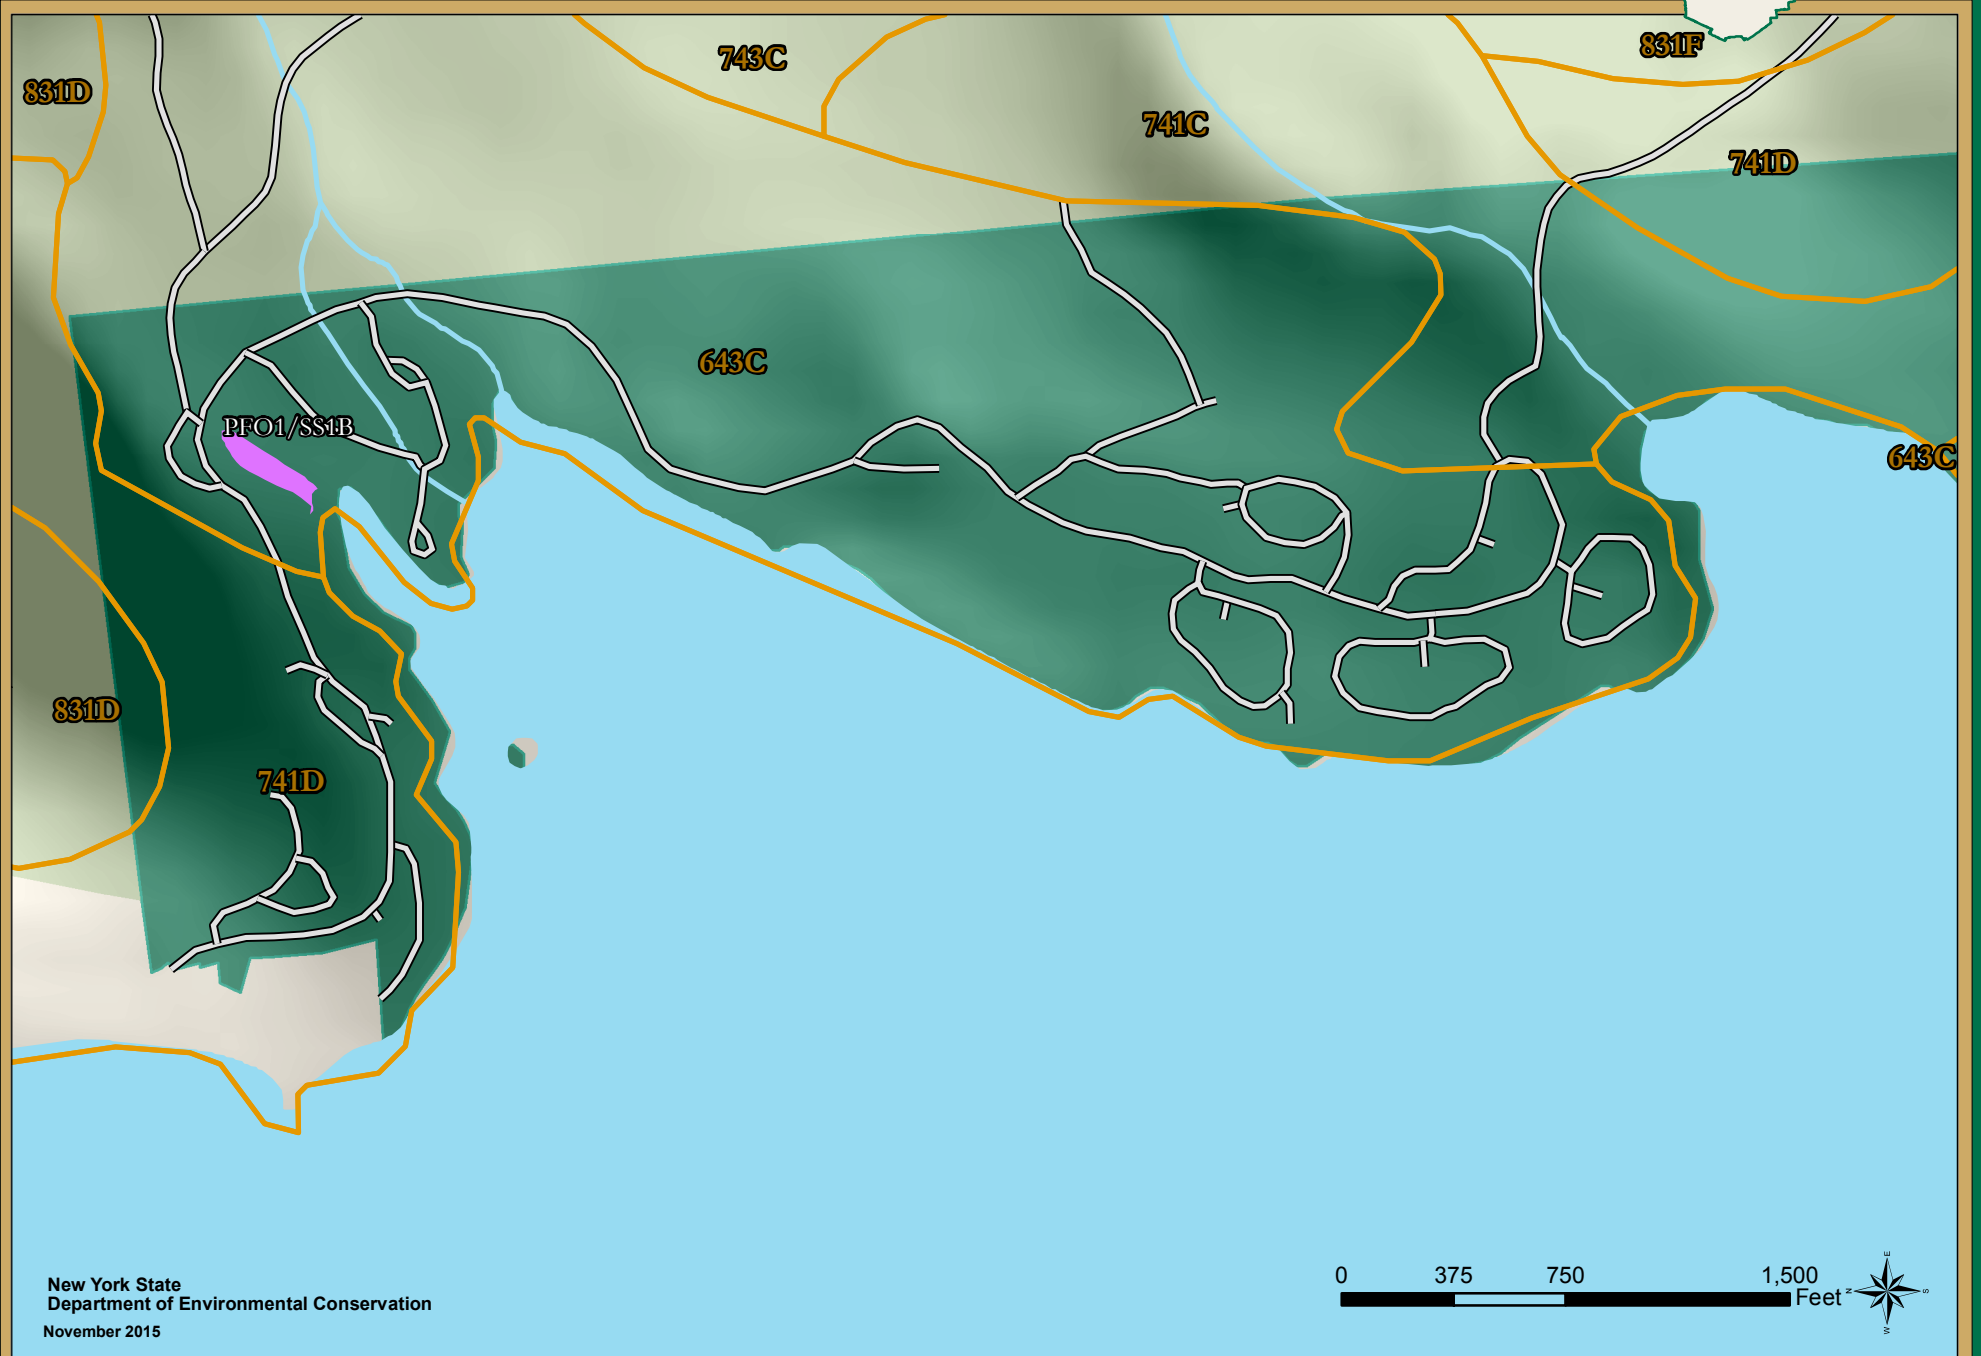 831F
743C
831D
741C
741D
643C
PFO1/SS1B
643C
831D
741D
0 375 750 1,500
Feet
E
N S
W
New York State
Department of Environmental Conservation
November 2015